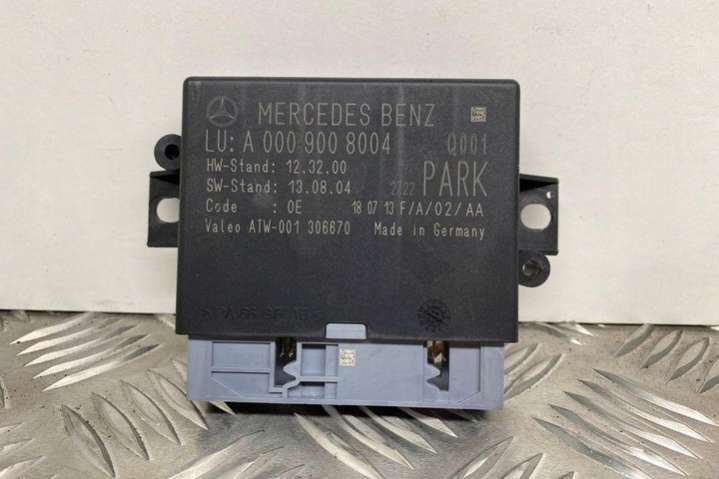 MERCEDES BENZ
LU: A 000 900 8004 Q001
HW-Stand: 12.32.00
SW-Stand: 13.08.04 2722 PARK
Code : 0E 18 07 13 F/A/02/AA
Valeo ATW-001 306670 Made in Germany